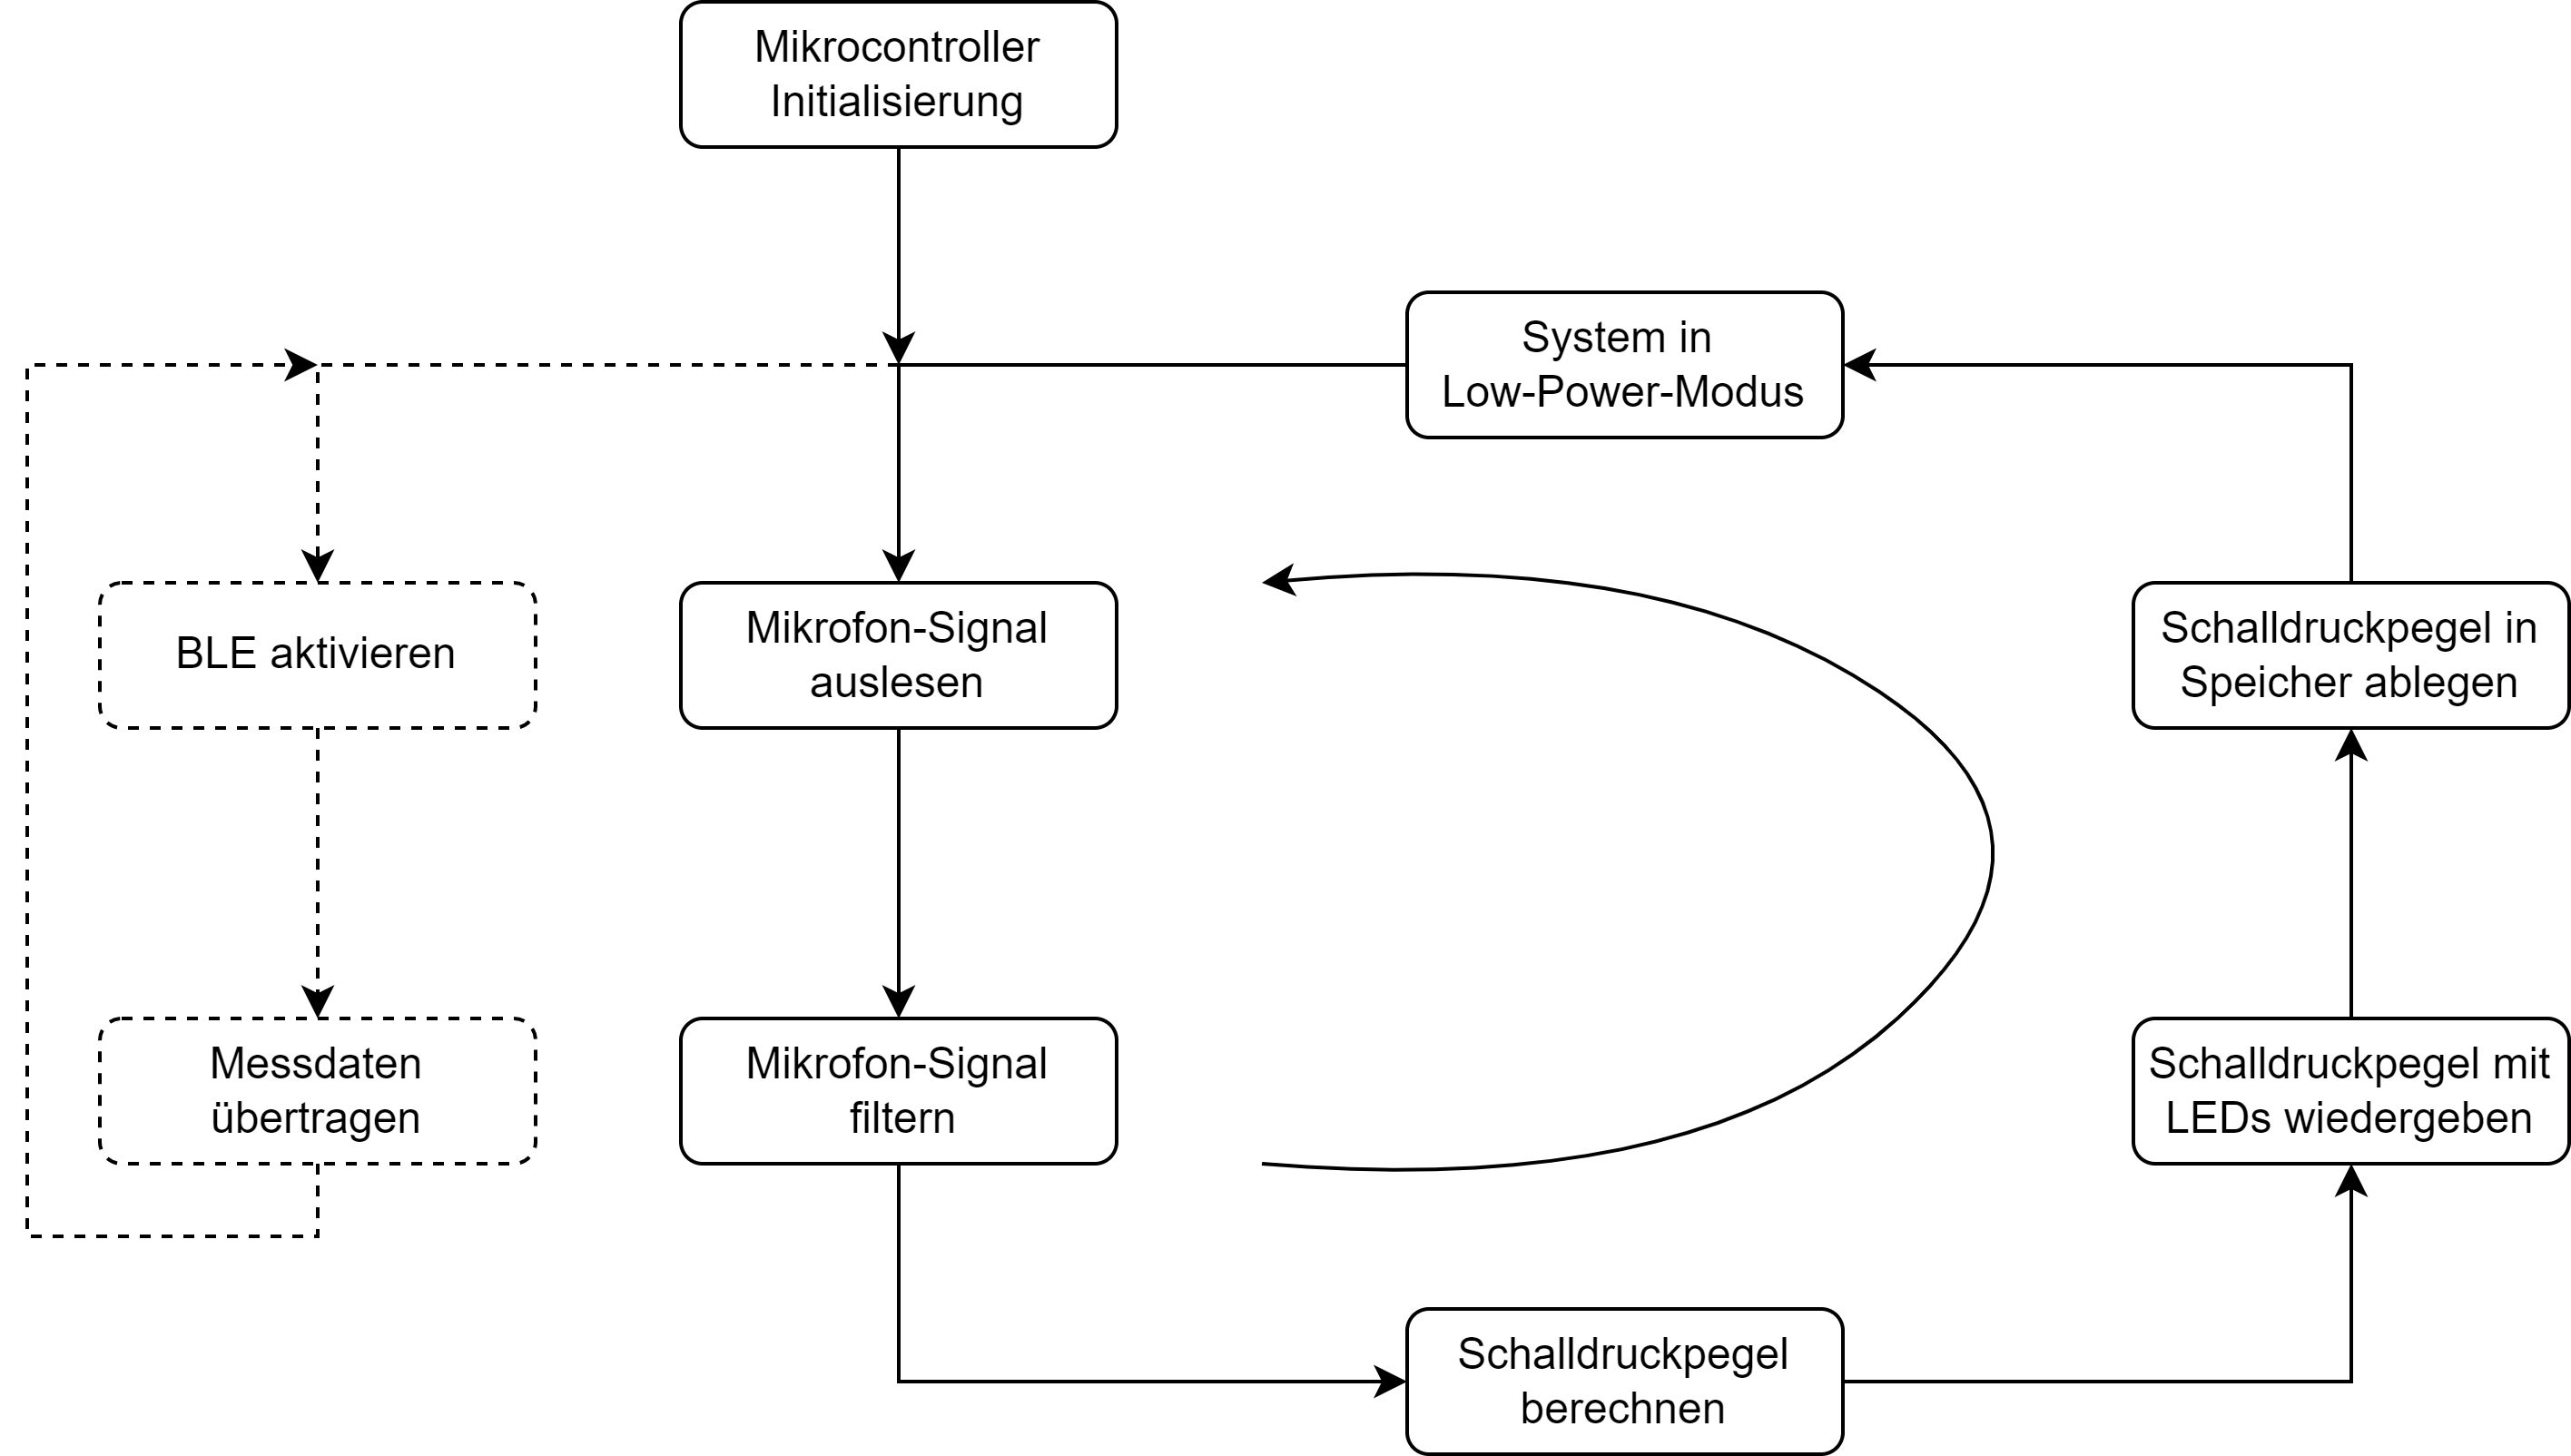 Mikrocontroller
Initialisierung
System in
Low-Power-Modus
BLE aktivieren
Mikrofon-Signal
auslesen
Schalldruckpegel in
Speicher ablegen
Messdaten
übertragen
Mikrofon-Signal
filtern
Schalldruckpegel mit
LEDs wiedergeben
Schalldruckpegel
berechnen